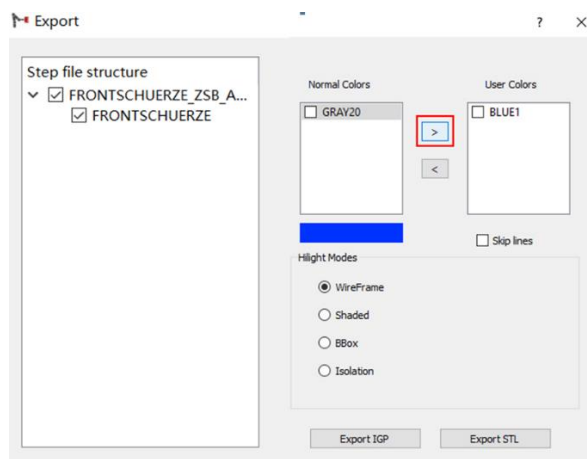 Export
?
Step file structure
FRONTSCHUERZE_ZSB_A...
FRONTSCHUERZE
Normal Colors
User Colors
GRAY20
>
BLUE1
<
Skip lines
Hilight Modes
WireFrame
Shaded
BBox
Isolation
Export IGP
Export STL